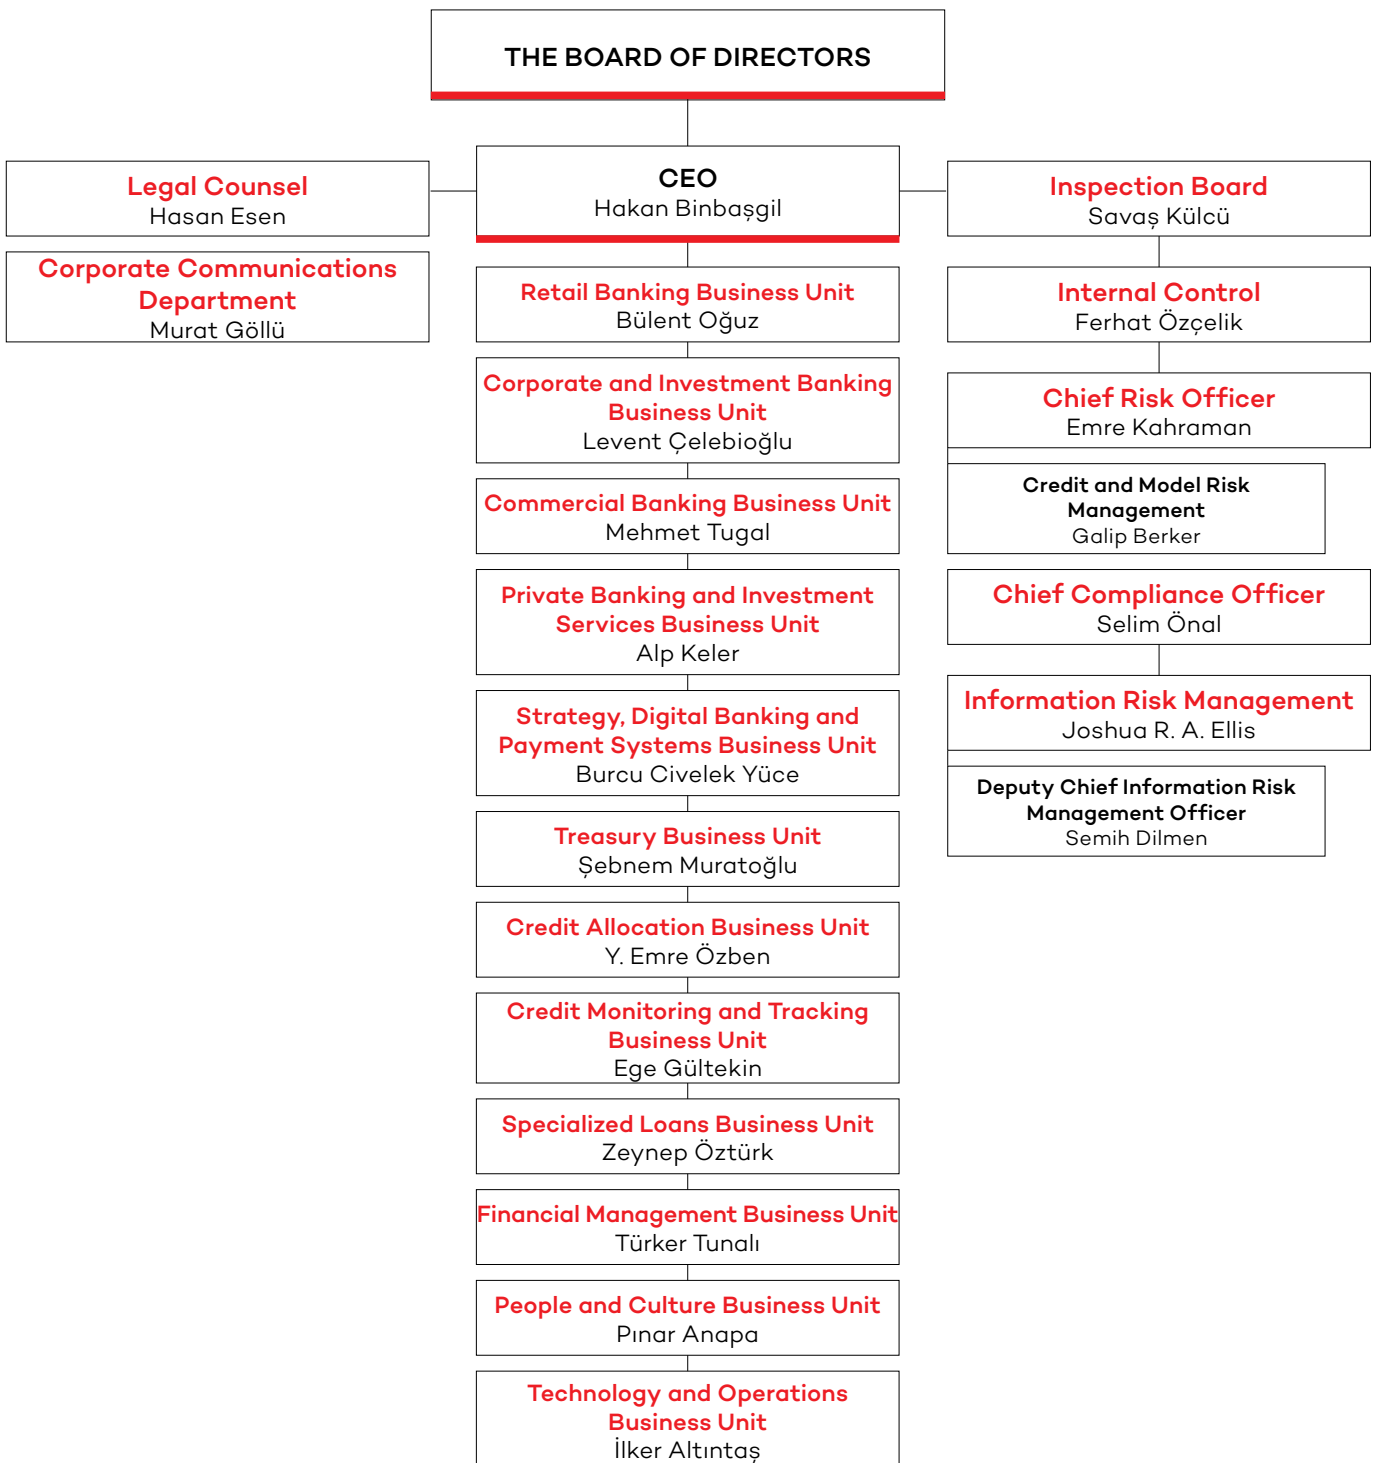 THE BOARD OF DIRECTORS
CEO
Hakan Binbaşgil
Legal Counsel
Hasan Esen
Corporate Communications
Department
Murat Göllü
Retail Banking Business Unit
Bülent Oğuz
Corporate and Investment Banking
Business Unit
Levent Çelebioğlu
Commercial Banking Business Unit
Mehmet Tugal
Private Banking and Investment
Services Business Unit
Alp Keler
Strategy, Digital Banking and
Payment Systems Business Unit
Burcu Civelek Yüce
Treasury Business Unit
Şebnem Muratoğlu
Credit Allocation Business Unit
Y. Emre Özben
Credit Monitoring and Tracking
Business Unit
Ege Gültekin
Specialized Loans Business Unit
Zeynep Öztürk
Financial Management Business Unit
Türker Tunalı
People and Culture Business Unit
Pınar Anapa
Technology and Operations
Business Unit
İlker Altıntaş
Inspection Board
Savaş Külcü
Internal Control
Ferhat Özçelik
Chief Risk Officer
Emre Kahraman
Credit and Model Risk
Management
Galip Berker
Chief Compliance Officer
Selim Önal
Information Risk Management
Joshua R. A. Ellis
Deputy Chief Information Risk
Management Officer
Semih Dilmen